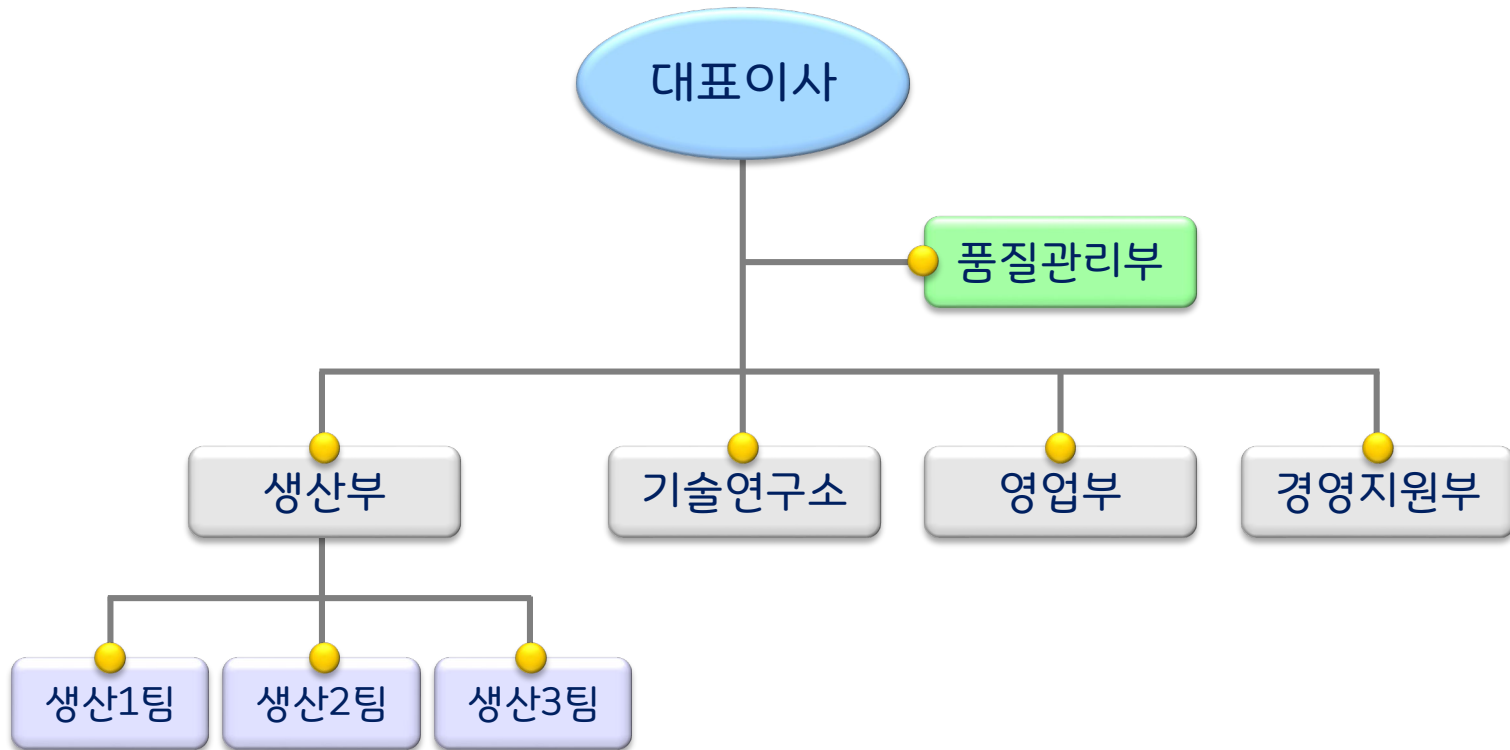 대표이사
품질관리부
생산부
기술연구소
영업부
경영지원부
생산1팀
생산2팀
생산3팀